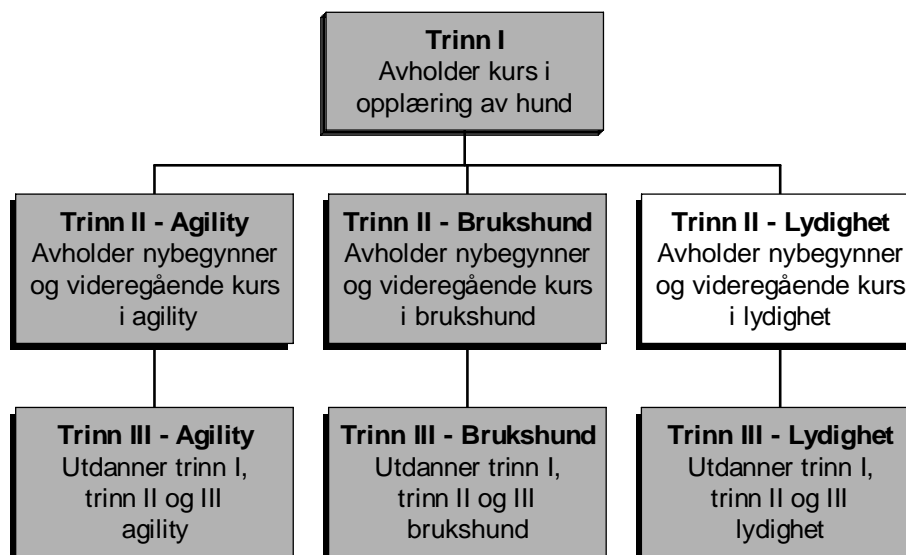 Trinn I
Avholder kurs i
opplæring av hund
Trinn II - Agility
Avholder nybegynner
og videregående kurs
i agility
Trinn II - Brukshund
Avholder nybegynner
og videregående kurs
i brukshund
Trinn II - Lydighet
Avholder nybegynner
og videregående kurs
i lydighet
Trinn III - Agility
Utdanner trinn I,
trinn II og III
agility
Trinn III - Brukshund
Utdanner trinn I,
trinn II og III
brukshund
Trinn III - Lydighet
Utdanner trinn I,
trinn II og III
lydighet